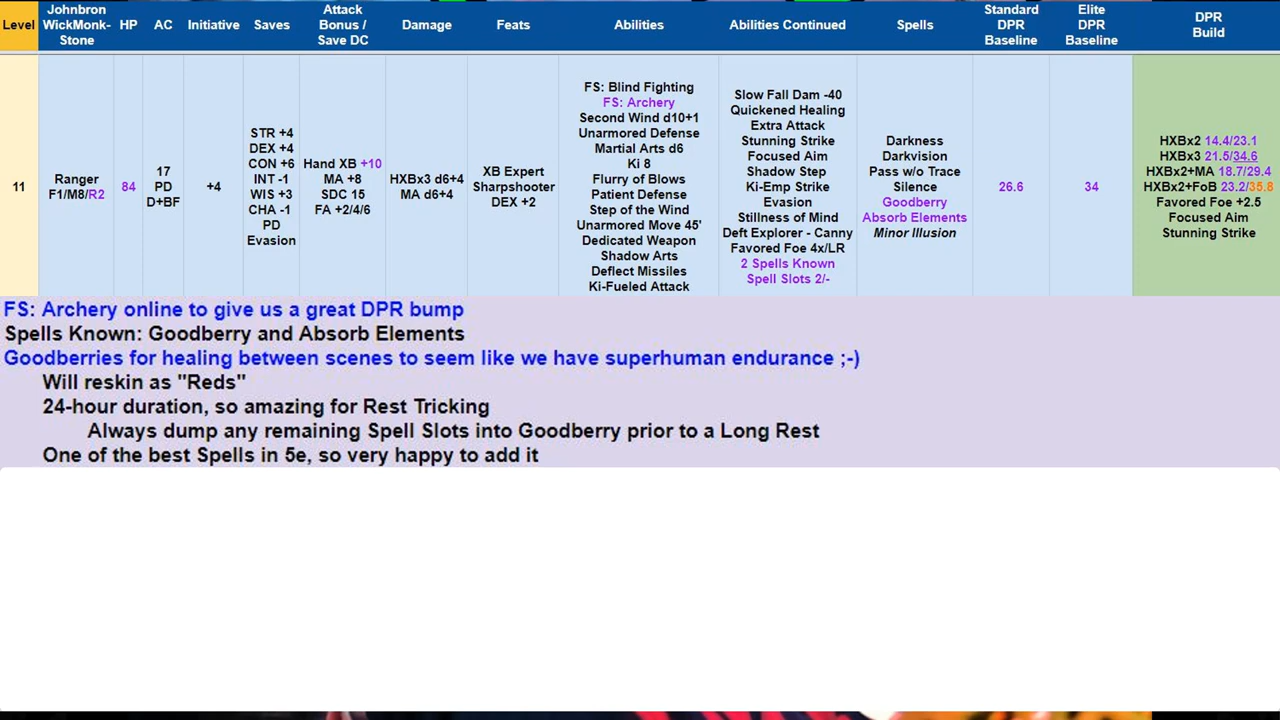 Level
Johnbron
WickMonk-
Stone
HP
AC
Initiative
Saves
Attack
Bonus /
Save DC
Damage
Feats
Abilities
Abilities Continued
Spells
Standard
DPR
Baseline
Elite
DPR
Baseline
DPR
Build
11
Ranger
F1/M8/R2
84
17
PD
D+BF
+4
STR +4
DEX +4
CON +6
INT -1
WIS +3
CHA -1
PD
Evasion
Hand XB +10
MA +8
SDC 15
FA +2/4/6
HXBx3 d6+4
MA d6+4
XB Expert
Sharpshooter
DEX +2
FS: Blind Fighting
FS: Archery
Second Wind d10+1
Unarmored Defense
Martial Arts d6
Ki 8
Flurry of Blows
Patient Defense
Step of the Wind
Unarmored Move 45'
Dedicated Weapon
Shadow Arts
Deflect Missiles
Ki-Fueled Attack
Slow Fall Dam -40
Quickened Healing
Extra Attack
Stunning Strike
Focused Aim
Shadow Step
Ki-Emp Strike
Evasion
Stillness of Mind
Deft Explorer - Canny
Favored Foe 4x/LR
2 Spells Known
Spell Slots 2/-
Darkness
Darkvision
Pass w/o Trace
Silence
Goodberry
Absorb Elements
Minor Illusion
26.6
34
HXBx2 14.4/23.1
HXBx3 21.5/34.6
HXBx2+MA 18.7/29.4
HXBx2+FoB 23.2/35.8
Favored Foe +2.5
Focused Aim
Stunning Strike
FS: Archery online to give us a great DPR bump
Spells Known: Goodberry and Absorb Elements
Goodberries for healing between scenes to seem like we have superhuman endurance ;-)
Will reskin as "Reds"
24-hour duration, so amazing for Rest Tricking
Always dump any remaining Spell Slots into Goodberry prior to a Long Rest
One of the best Spells in 5e, so very happy to add it